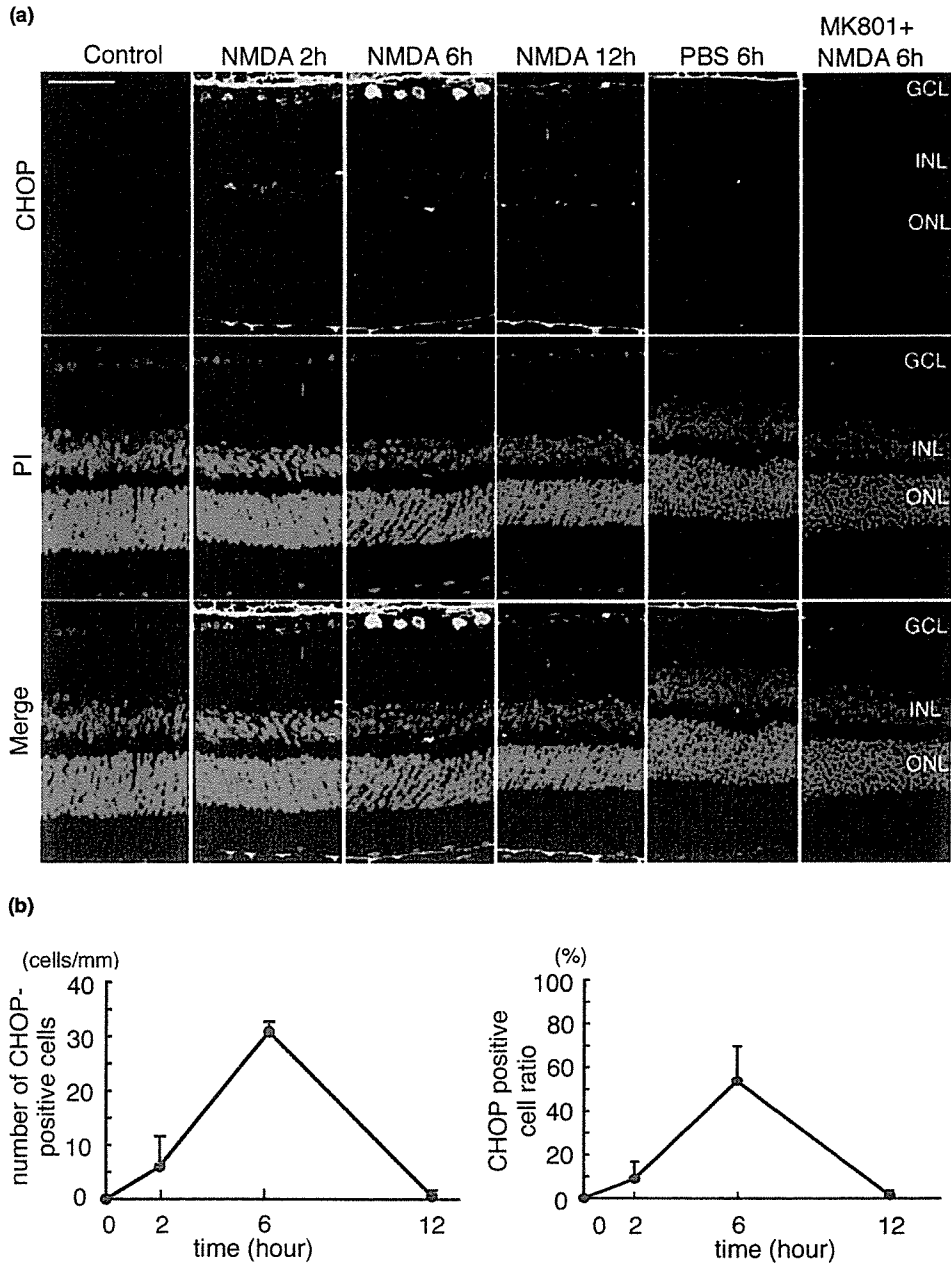 (a)
Control NMDA 2h NMDA 6h NMDA 12h PBS 6h MK801+
NMDA 6h
CHOP
GCL
INL
ONL
PI
GCL
INL
ONL
Merge
GCL
INL
ONL
(b)
(cells/mm)
number of CHOP-
positive cells
40
30
20
10
0
0 2 6 12
time (hour)
(%)
CHOP positive
cell ratio
100
80
60
40
20
0
0 2 6 12
time (hour)